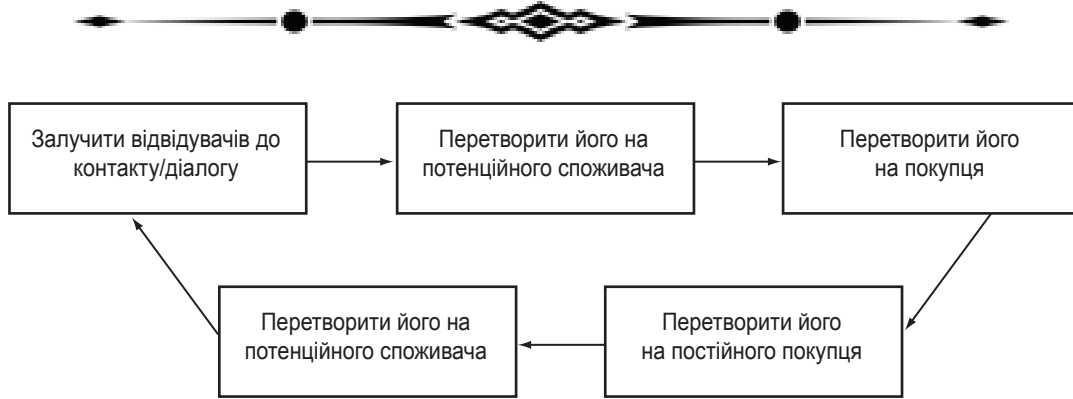 Залучити відвідувачів до
контакту/діалогу
Перетворити його на
потенційного споживача
Перетворити його
на покупця
Перетворити його на
потенційного споживача
Перетворити його
на постійного покупця